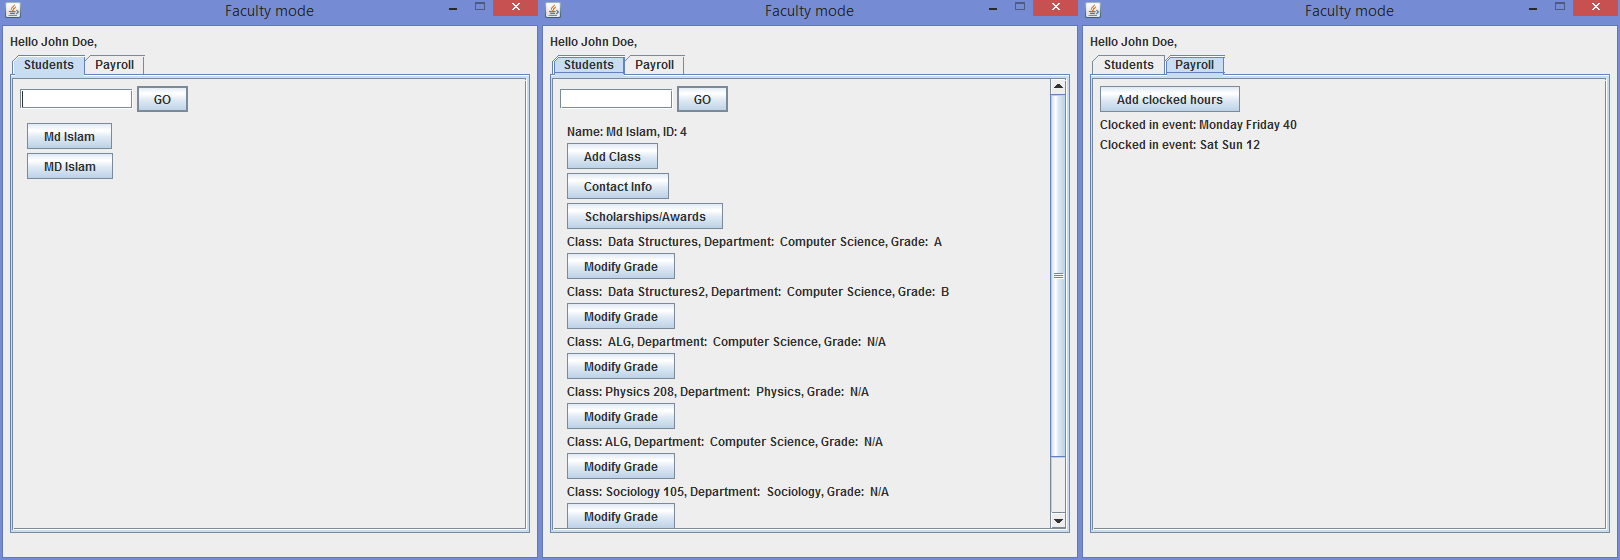 Faculty mode
Hello John Doe,
Students Payroll
GO
Md Islam
MD Islam
Faculty mode
Hello John Doe,
Students Payroll
GO
Name: Md Islam, ID: 4
Add Class
Contact Info
Scholarships/Awards
Class:  Data Structures, Department:  Computer Science, Grade:  A
Modify Grade
Class:  Data Structures2, Department:  Computer Science, Grade:  B
Modify Grade
Class:  ALG, Department:  Computer Science, Grade:  N/A
Modify Grade
Class: Physics 208, Department:  Physics, Grade:  N/A
Modify Grade
Class: ALG, Department:  Computer Science, Grade:  N/A
Modify Grade
Class: Sociology 105, Department:  Sociology, Grade:  N/A
Modify Grade
Faculty mode
Hello John Doe,
Students Payroll
Add clocked hours
Clocked in event: Monday Friday 40
Clocked in event: Sat Sun 12